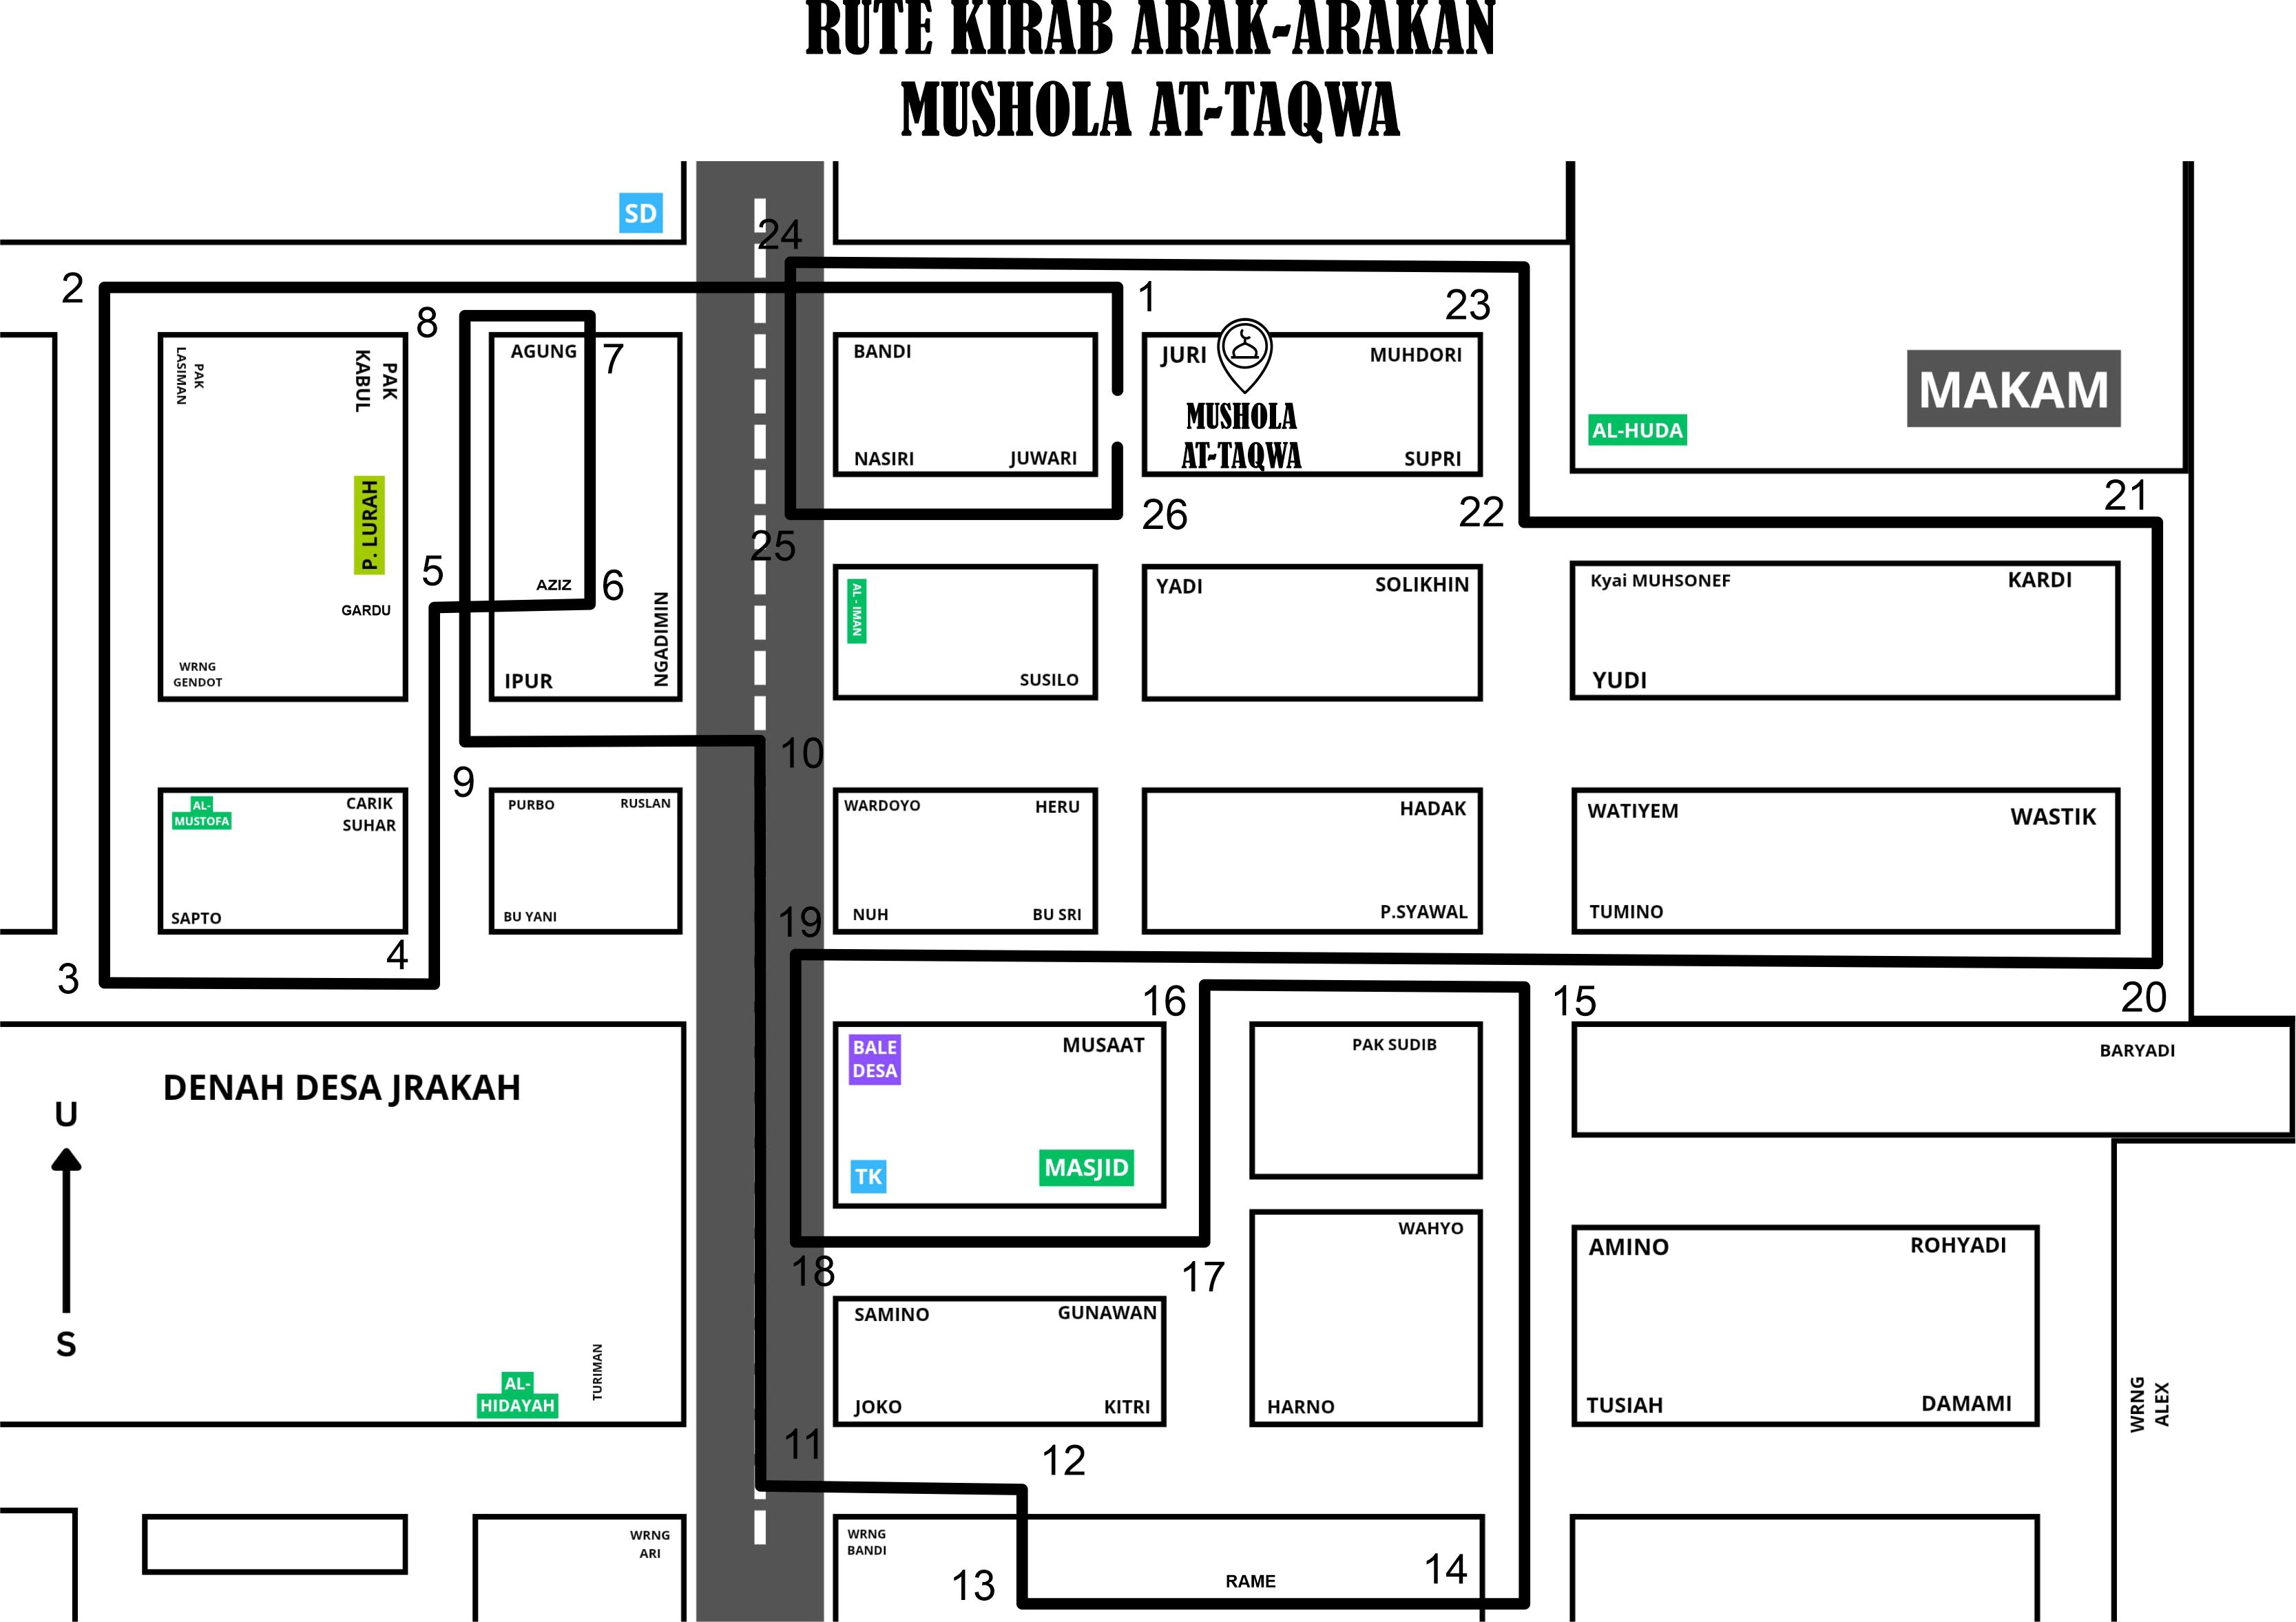 RUTE KIRAB ARAK-ARAKAN
MUSHOLA AT-TAQWA
SD
24
2
1
23
8
7
PAK
LASIMAN
PAK
KABUL
AGUNG
BANDI
JURI
MUHDORI
MAKAM
MUSHOLA
AT-TAQWA
AL-HUDA
NASIRI
JUWARI
SUPRI
P. LURAH
21
26
22
25
5
6
AZIZ
GARDU
NGADIMIN
AL - IMAN
YADI
SOLIKHIN
Kyai MUHSONEF
KARDI
WRNG
GENDOT
IPUR
SUSILO
YUDI
10
9
AL-
MUSTOFA
CARIK
SUHAR
PURBO
RUSLAN
WARDOYO
HERU
HADAK
WATIYEM
WASTIK
SAPTO
BU YANI
19
NUH
BU SRI
P.SYAWAL
TUMINO
4
3
16
15
20
BALE
DESA
MUSAAT
PAK SUDIB
BARYADI
DENAH DESA JRAKAH
U
TK
MASJID
S
18
17
WAHYO
AMINO
ROHYADI
SAMINO
GUNAWAN
TURIMAN
AL-
HIDAYAH
JOKO
KITRI
HARNO
TUSIAH
DAMAMI
WRNG
ALEX
11
12
WRNG
ARI
WRNG
BANDI
13
RAME
14